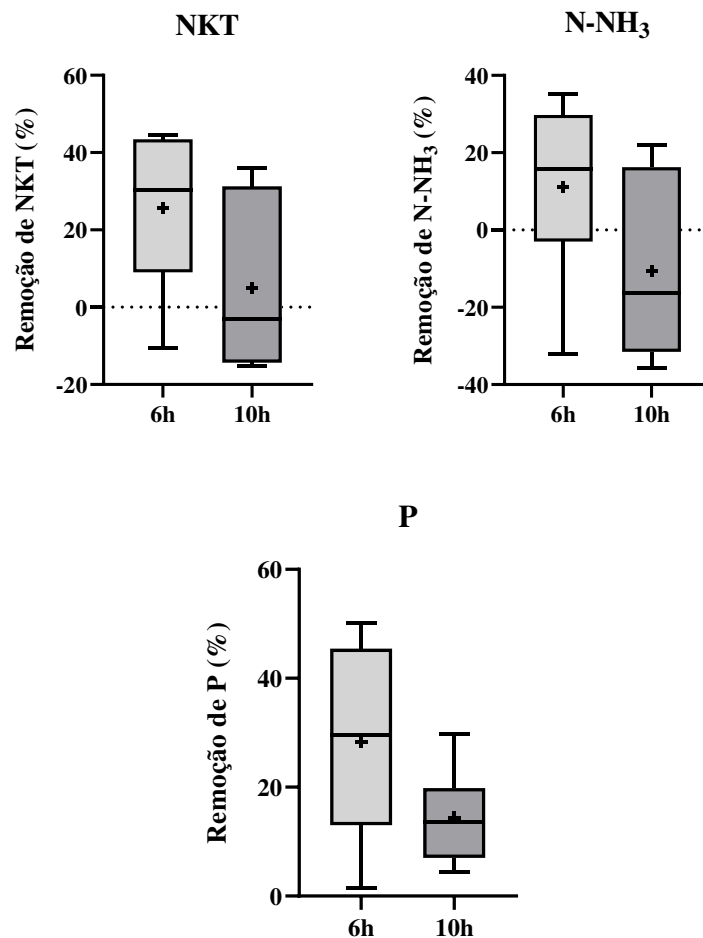 NKT
Remoção de NKT (%)
60
40
20
0
-20
6h
10h
N-NH₃
Remoção de N-NH₃ (%)
40
20
0
-20
-40
6h
10h
P
Remoção de P (%)
60
40
20
0
6h
10h